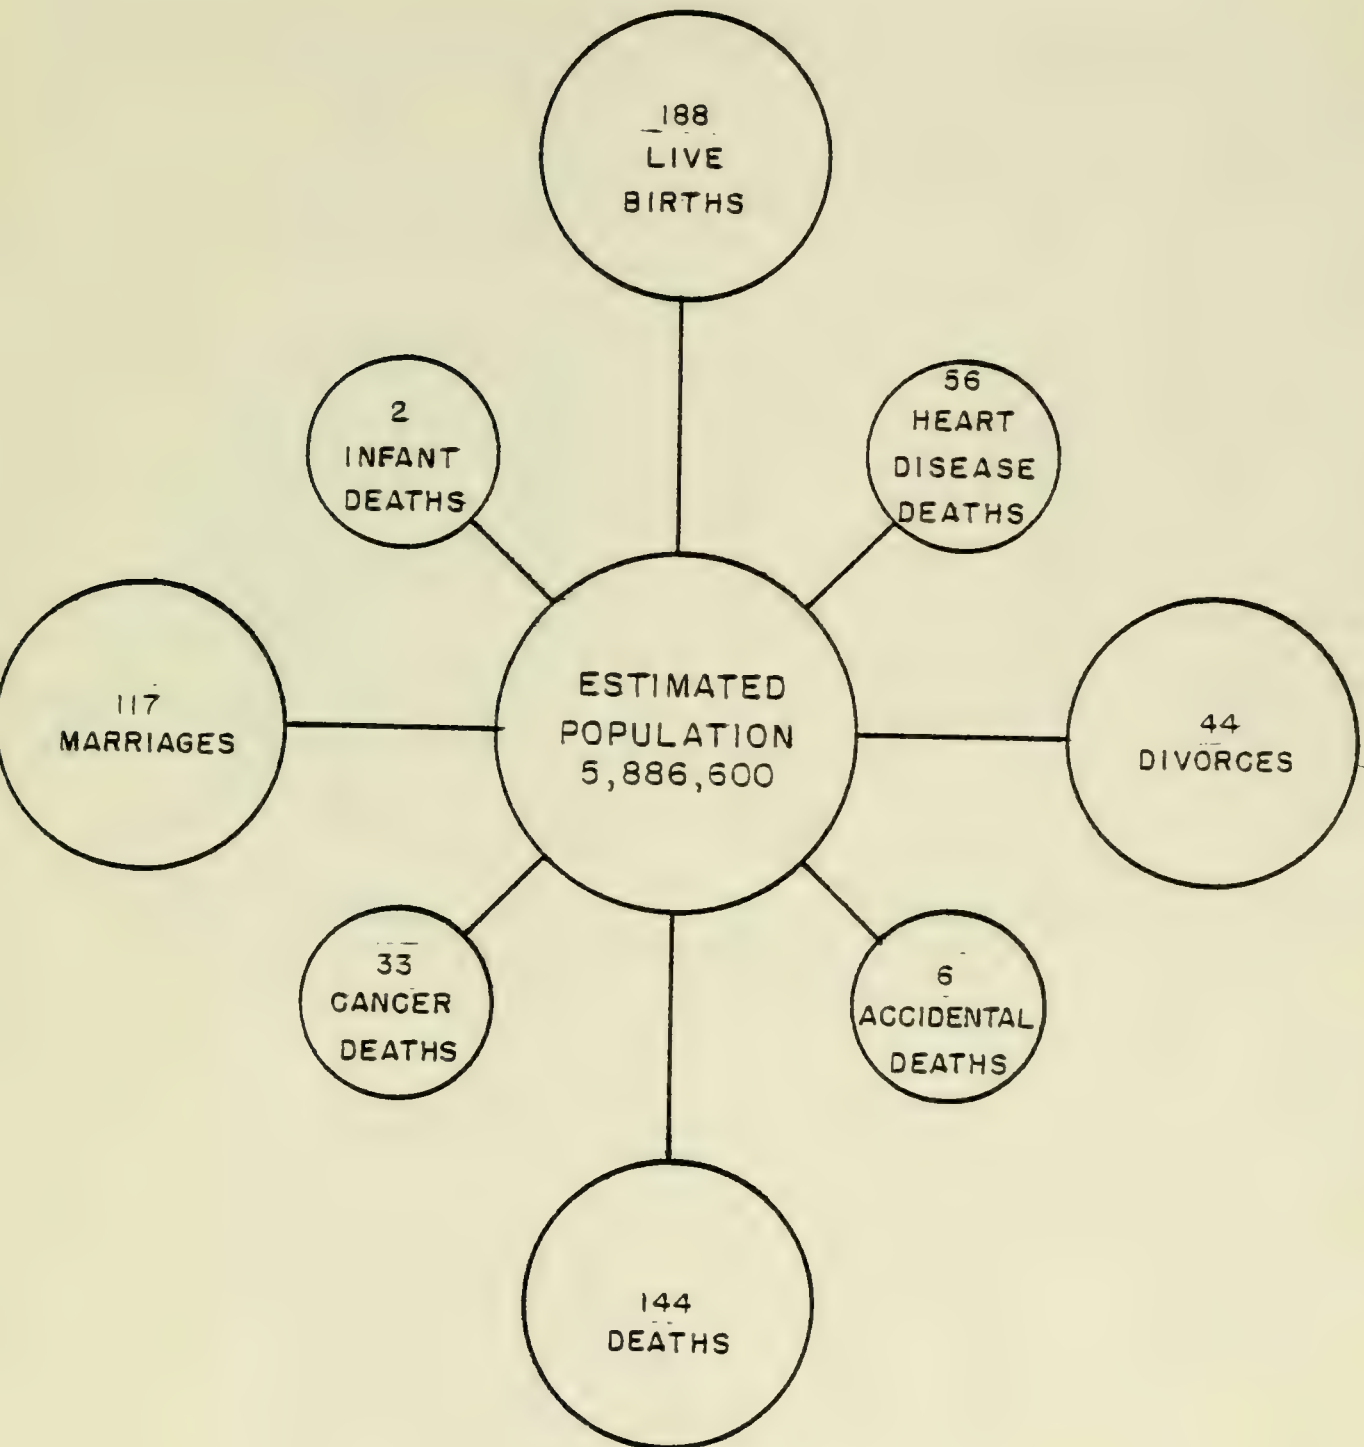 188
LIVE
BIRTHS
2
INFANT
DEATHS
56
HEART
DISEASE
DEATHS
117
MARRIAGES
ESTIMATED
POPULATION
5,886,600
44
DIVORCES
33
CANCER
DEATHS
6
ACCIDENTAL
DEATHS
144
DEATHS